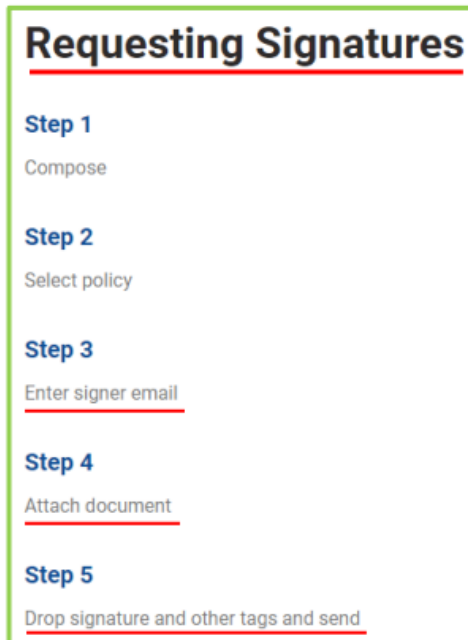 Requesting Signatures
Step 1
Compose
Step 2
Select policy
Step 3
Enter signer email
Step 4
Attach document
Step 5
Drop signature and other tags and send